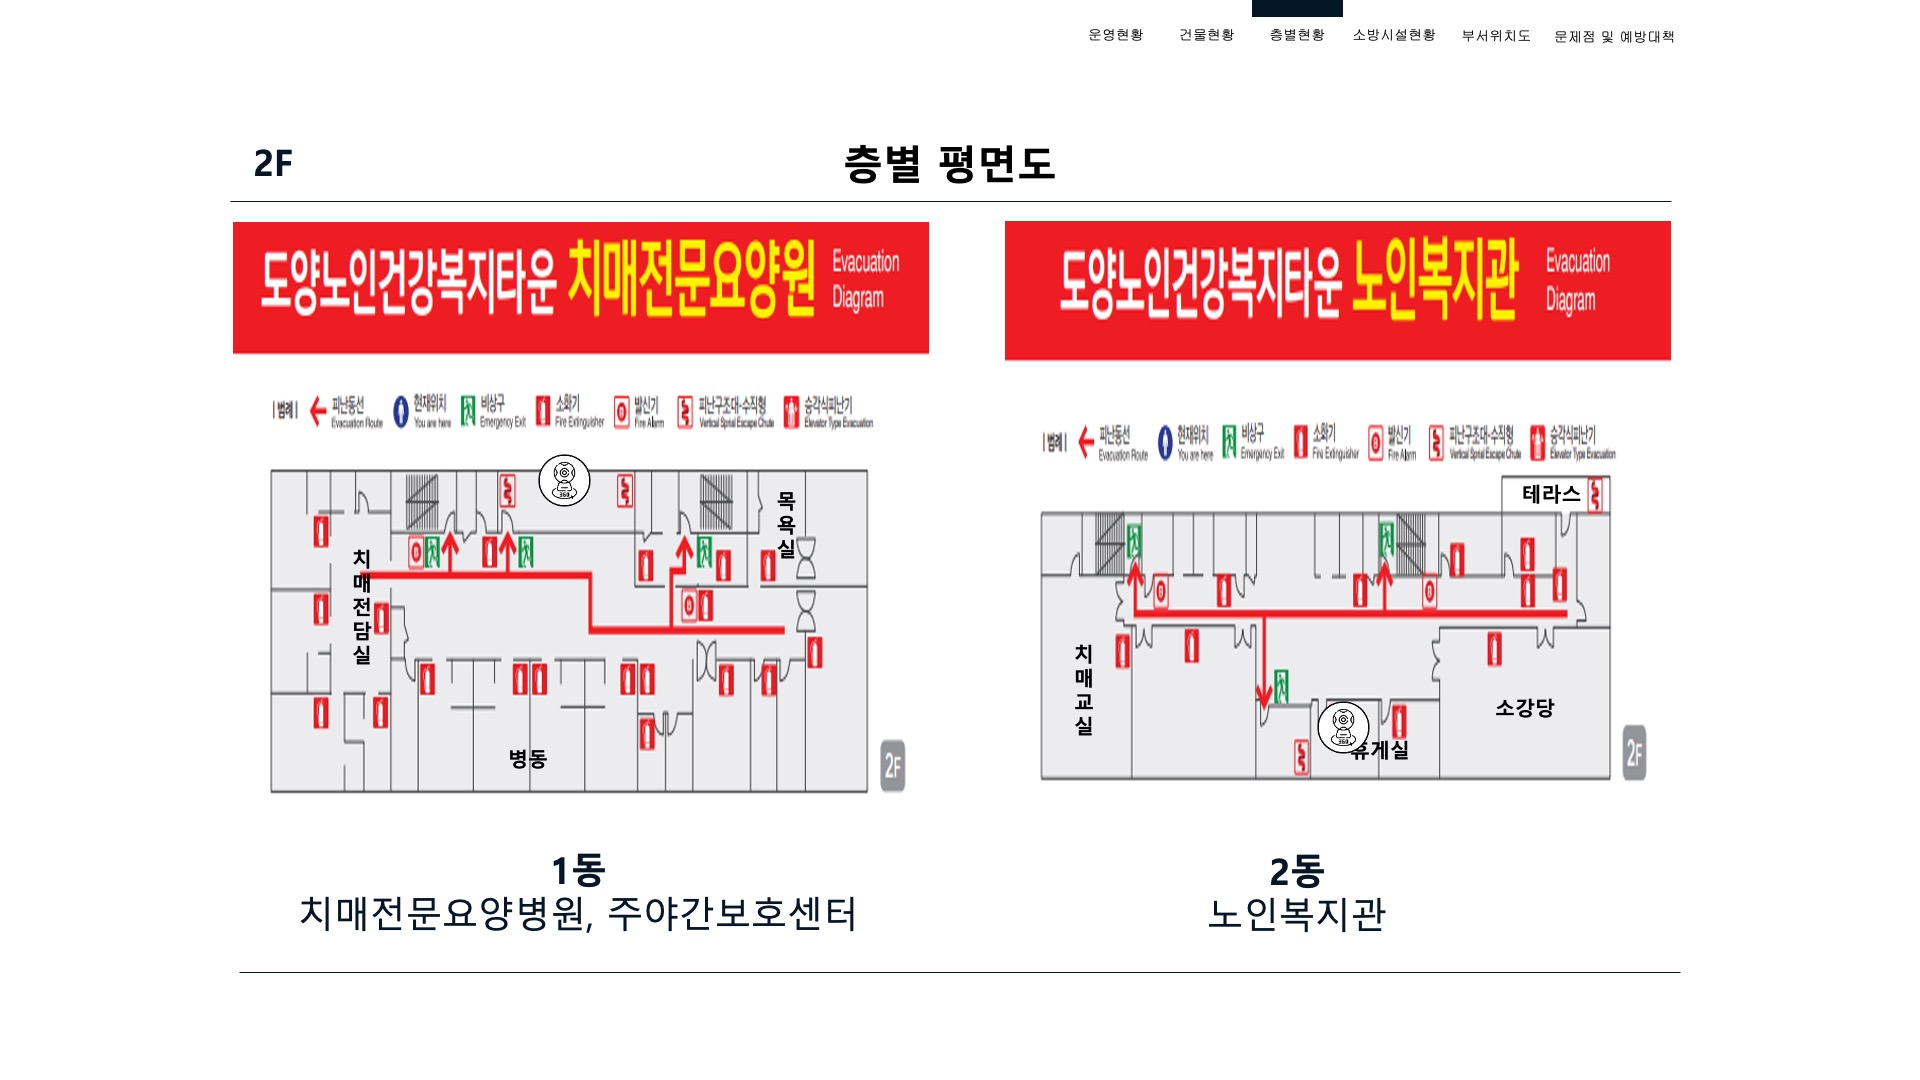 운영현황 건물현황 층별현황 소방시설현황 부서위치도 문제점 및 예방대책
2F 층별 평면도
도양노인건강복지타운 치매전문요양원 Evacuation Diagram
|범례| 피난동선 Evacuation Route 현재위치 You are here 비상구 Emergency Exit 소화기 Fire Extinguisher 발신기 Fire Alarm 피난구조대-수직형 Vertical Sprial Escape Chute 승각식피난기 Elevator Type Evacuation
360
목욕실
치매전담실
병동
2F
1동
치매전문요양병원, 주야간보호센터
도양노인건강복지타운 노인복지관 Evacuation Diagram
|범례| 피난동선 Evacuation Route 현재위치 You are here 비상구 Emergency Exit 소화기 Fire Extinguisher 발신기 Fire Alarm 피난구조대-수직형 Vertical Sprial Escape Chute 승각식피난기 Elevator Type Evacuation
테라스
치매교실
소강당
360
휴게실
2F
2동
노인복지관